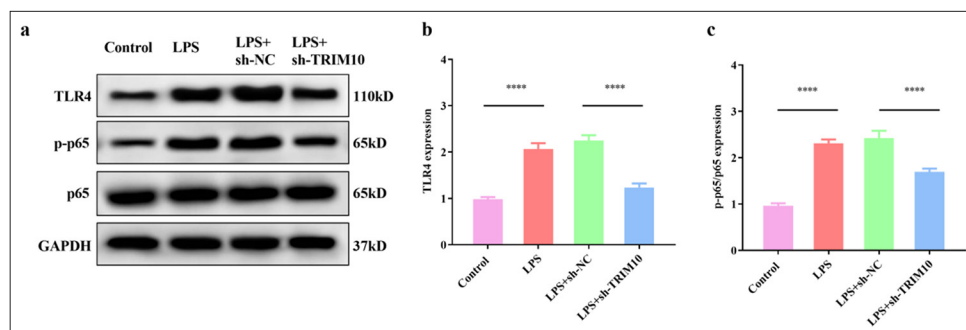 a
Control
LPS
LPS+
sh-NC
LPS+
sh-TRIM10
TLR4
110kD
p-p65
65kD
p65
65kD
GAPDH
37kD
b
TLR4 expression
4
3
2
1
0
****
****
Control
LPS
LPS+sh-NC
LPS+sh-TRIM10
c
p-p65/p65 expression
4
3
2
1
0
****
****
Control
LPS
LPS+sh-NC
LPS+sh-TRIM10